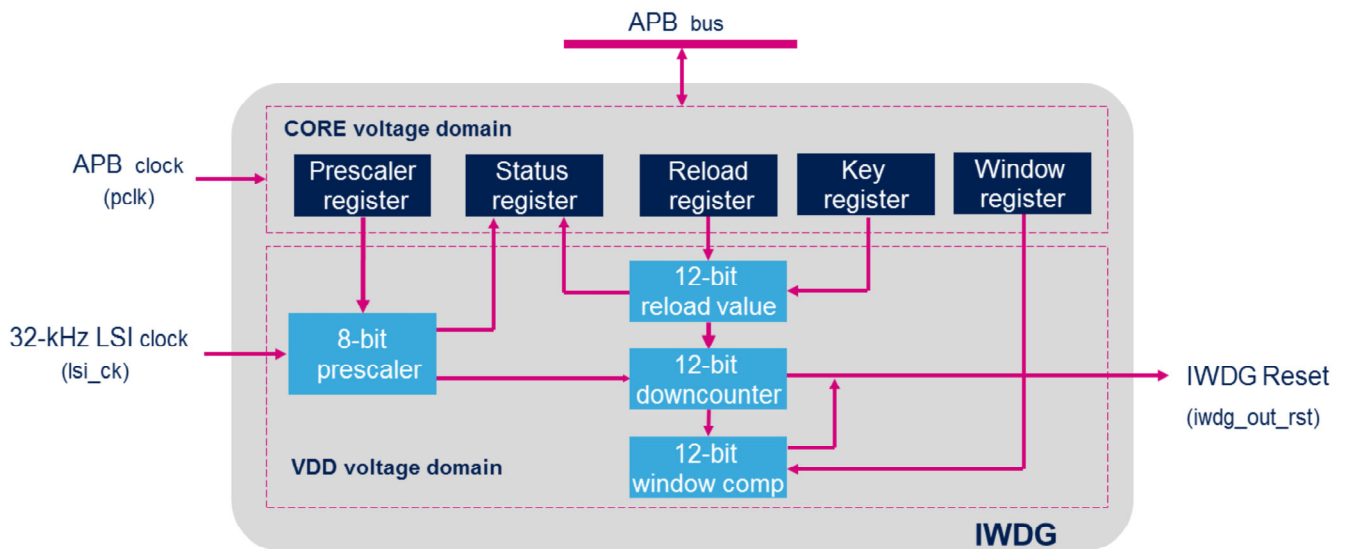 APB bus
CORE voltage domain
APB clock
(pclk)
Prescaler
register
Status
register
Reload
register
Key
register
Window
register
12-bit
reload value
32-kHz LSI clock
(lsi_ck)
8-bit
prescaler
12-bit
downcounter
IWDG Reset
(iwdg_out_rst)
12-bit
window comp
VDD voltage domain
IWDG